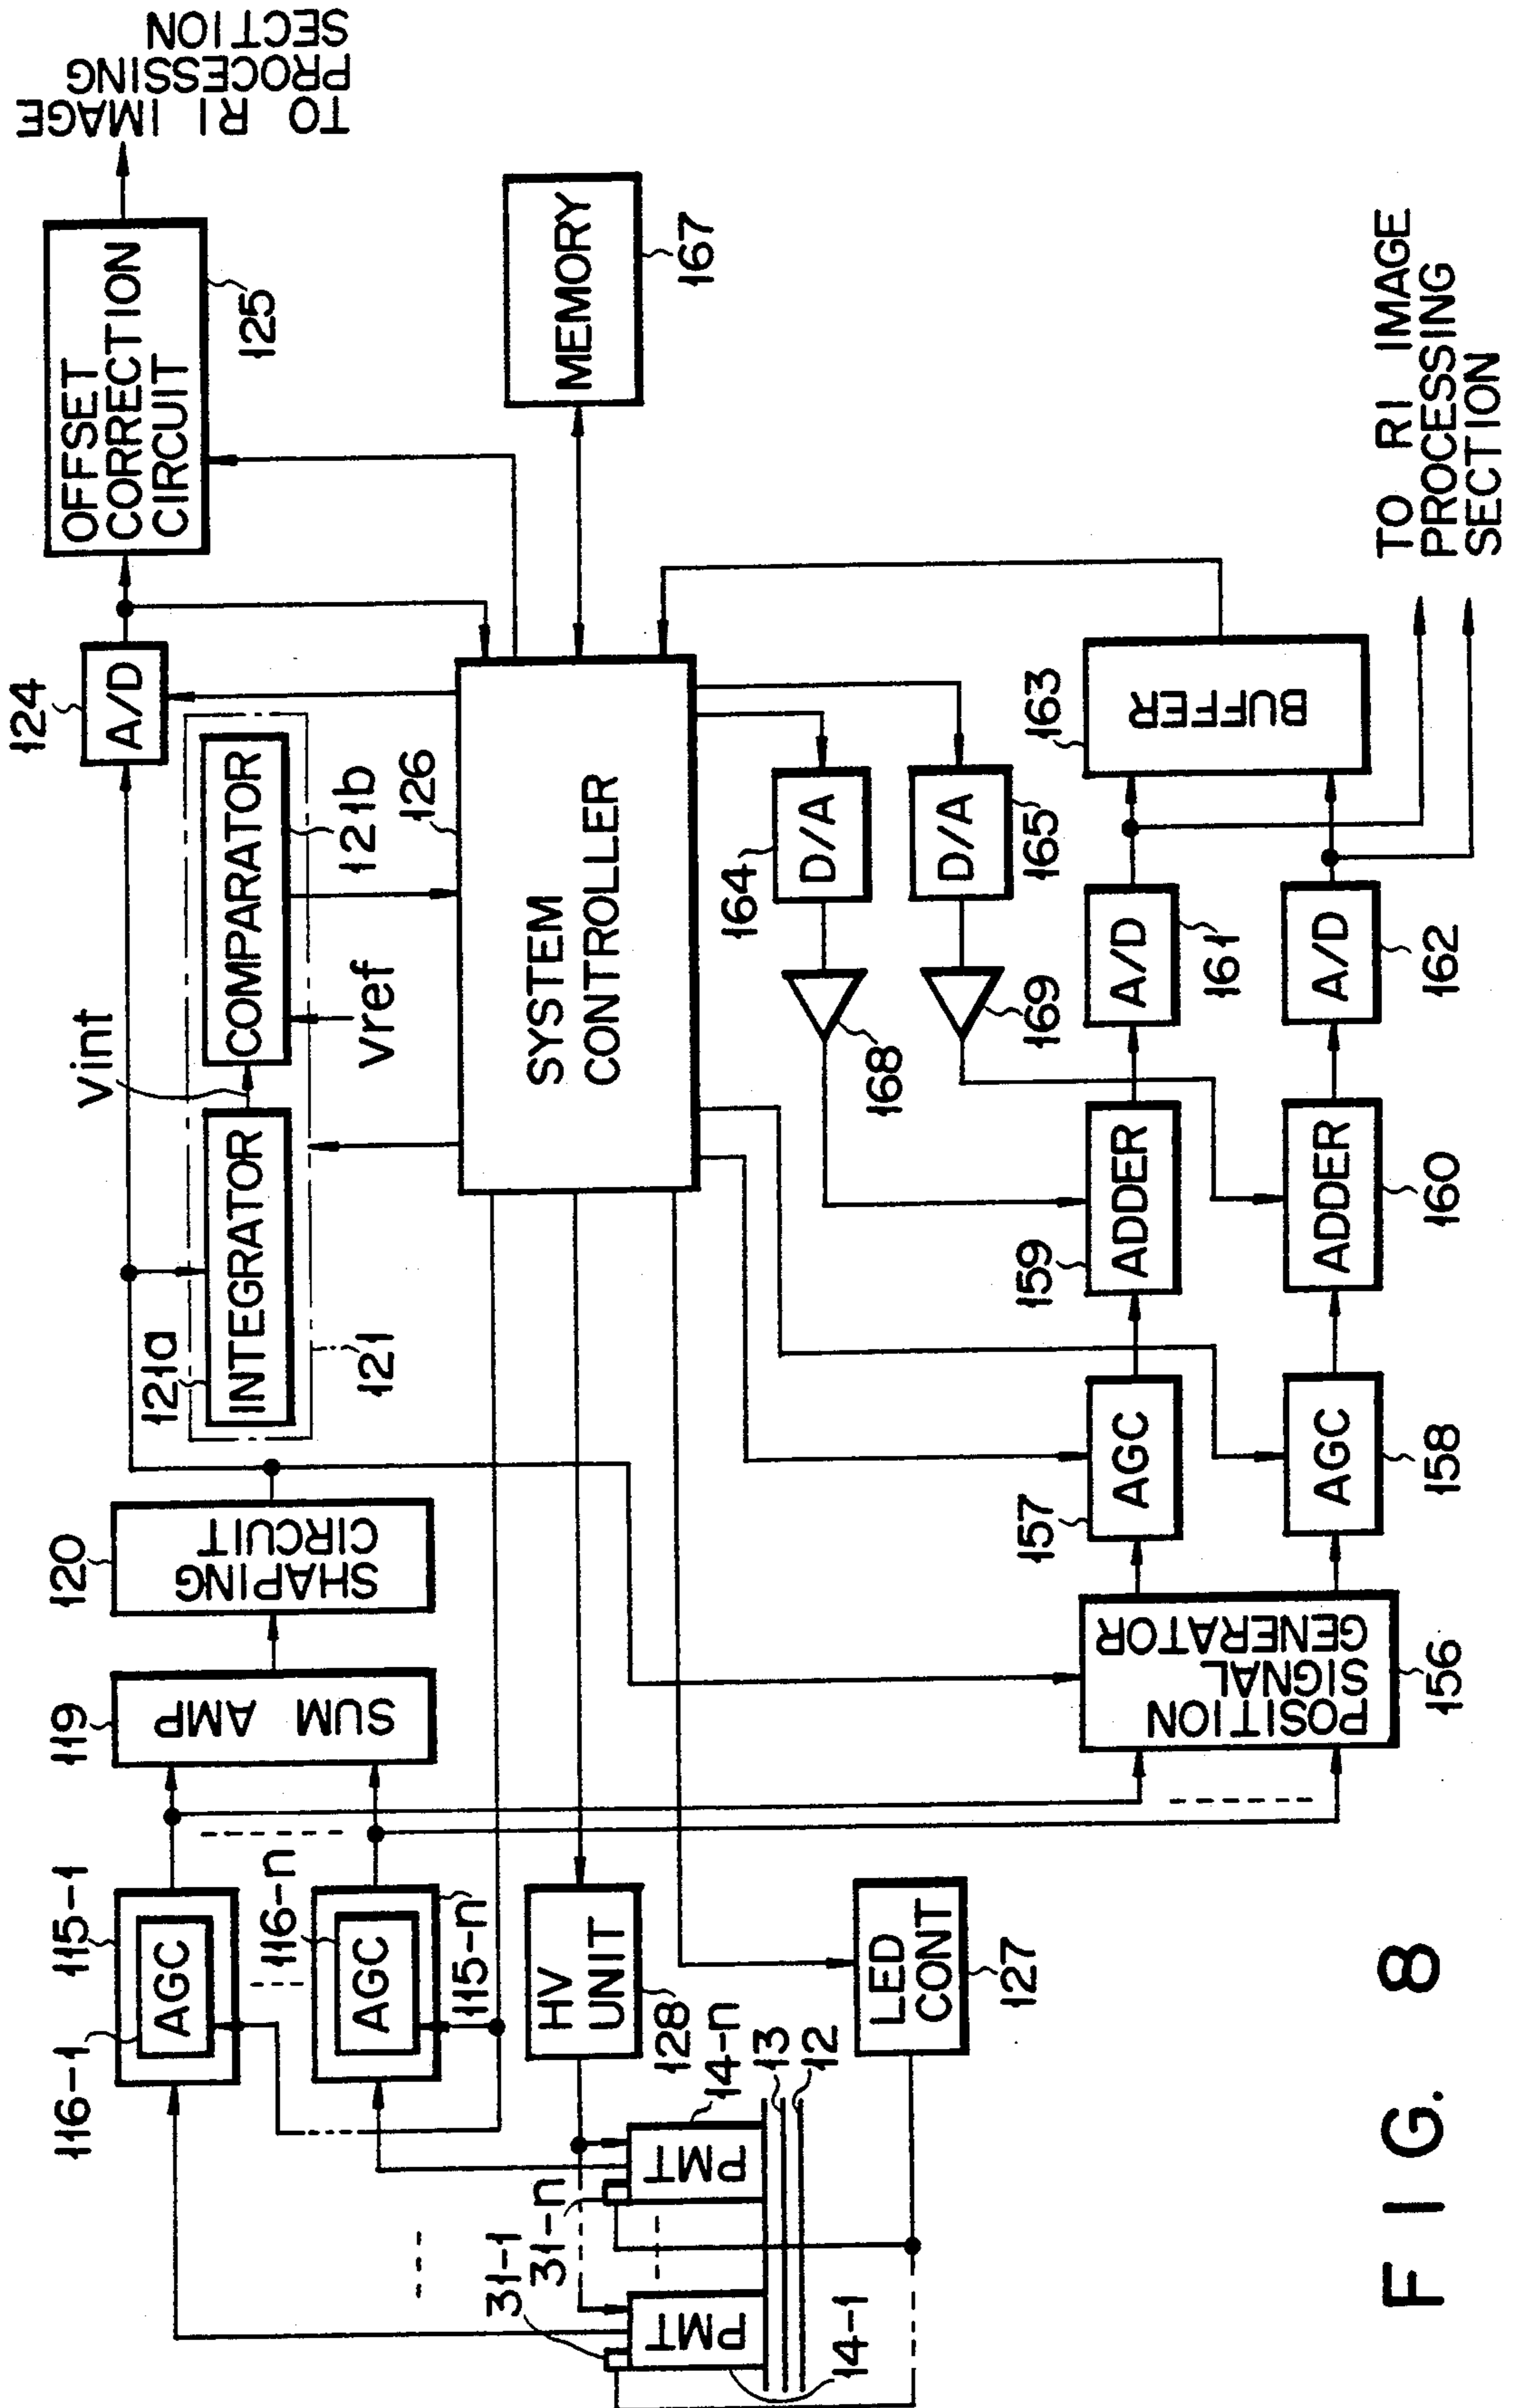 TO RI IMAGE
PROCESSING
SECTION
OFFSET
CORRECTION
CIRCUIT
125
124
A/D
MEMORY
167
Vint
INTEGRATOR
121a
COMPARATOR
121b
Vref
121
126
SYSTEM
CONTROLLER
120
SHAPING
CIRCUIT
119
SUM AMP
115-1
116-1
AGC
116-n
AGC
115-n
HV
UNIT
128
LED
CONT
127
14-n
13
12
31-1
31-n
PMT
PMT
14-1
164
D/A
D/A
165
168
169
163
BUFFER
A/D
161
A/D
162
159
ADDER
ADDER
160
157
AGC
AGC
158
POSITION
SIGNAL
GENERATOR
156
TO RI IMAGE
PROCESSING
SECTION
FIG. 8